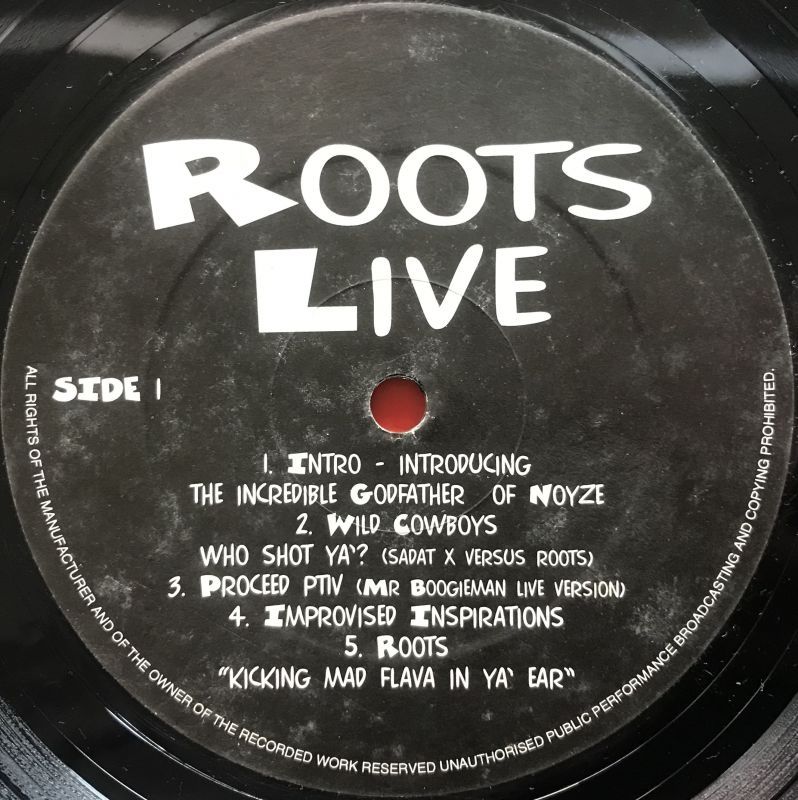 ROOTS
LIVE
SIDE 1
1. INTRO - INTRODUCING
THE INCREDIBLE GODFATHER OF NOYZE
2. WILD COWBOYS
WHO SHOT YA'? (SADAT X VERSUS ROOTS)
3. PROCEED PTIV (MR BOOGIEMAN LIVE VERSION)
4. IMPROVISED INSPIRATIONS
5. ROOTS
"KICKING MAD FLAVA IN YA' EAR"
ALL RIGHTS OF THE MANUFACTURER AND OF THE OWNER OF THE RECORDED WORK RESERVED UNAUTHORISED PUBLIC PERFORMANCE BROADCASTING AND COPYING PROHIBITED.